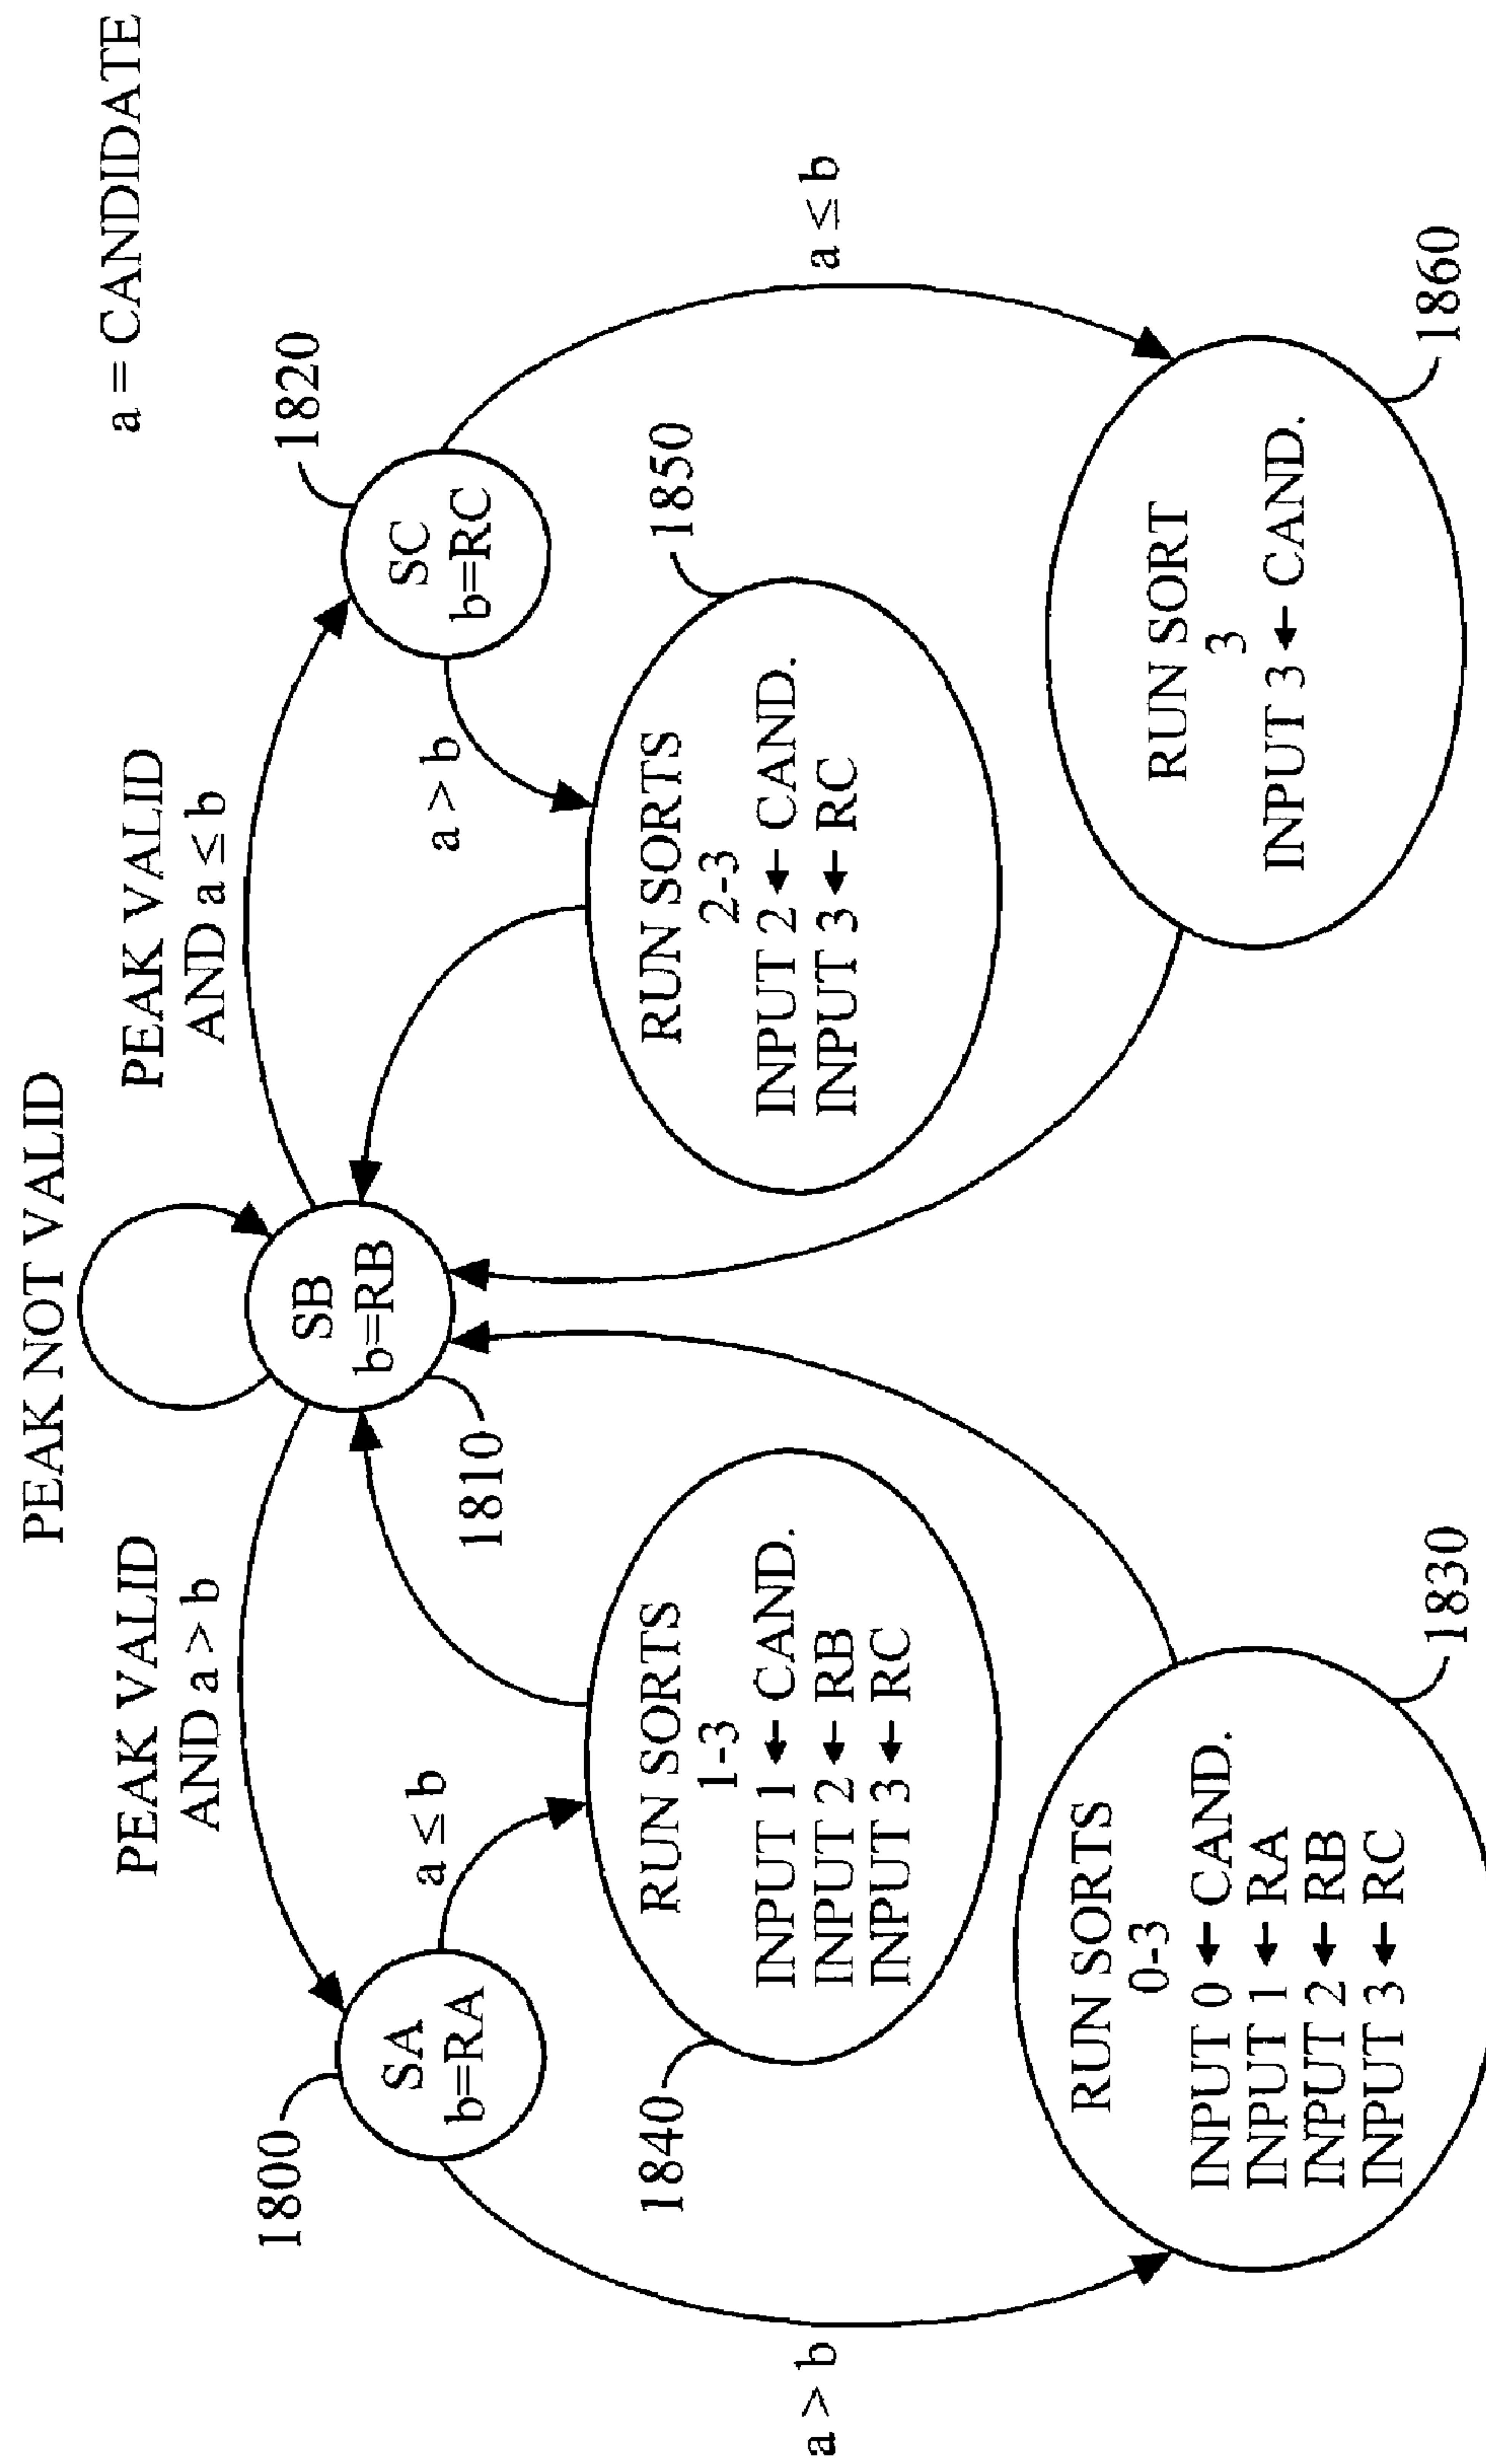 a = CANDIDATE
PEAK NOT VALID
PEAK VALID
AND a > b
PEAK VALID
AND a ≤ b
1800
SA
b=RA
SB
b=RB
1810
SC
b=RC
1820
a ≤ b
a > b
a > b
a ≤ b
1840
RUN SORTS
1-3
INPUT 1 ← CAND.
INPUT 2 ← RB
INPUT 3 ← RC
RUN SORTS
2-3
INPUT 2 ← CAND.
INPUT 3 ← RC
1850
RUN SORTS
0-3
INPUT 0 ← CAND.
INPUT 1 ← RA
INPUT 2 ← RB
INPUT 3 ← RC
1830
RUN SORT
3
INPUT 3 ← CAND.
1860